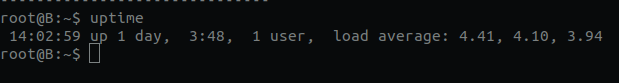 root@B:~$ uptime
 14:02:59 up 1 day,  3:48,  1 user,  load average: 4.41, 4.10, 3.94
root@B:~$